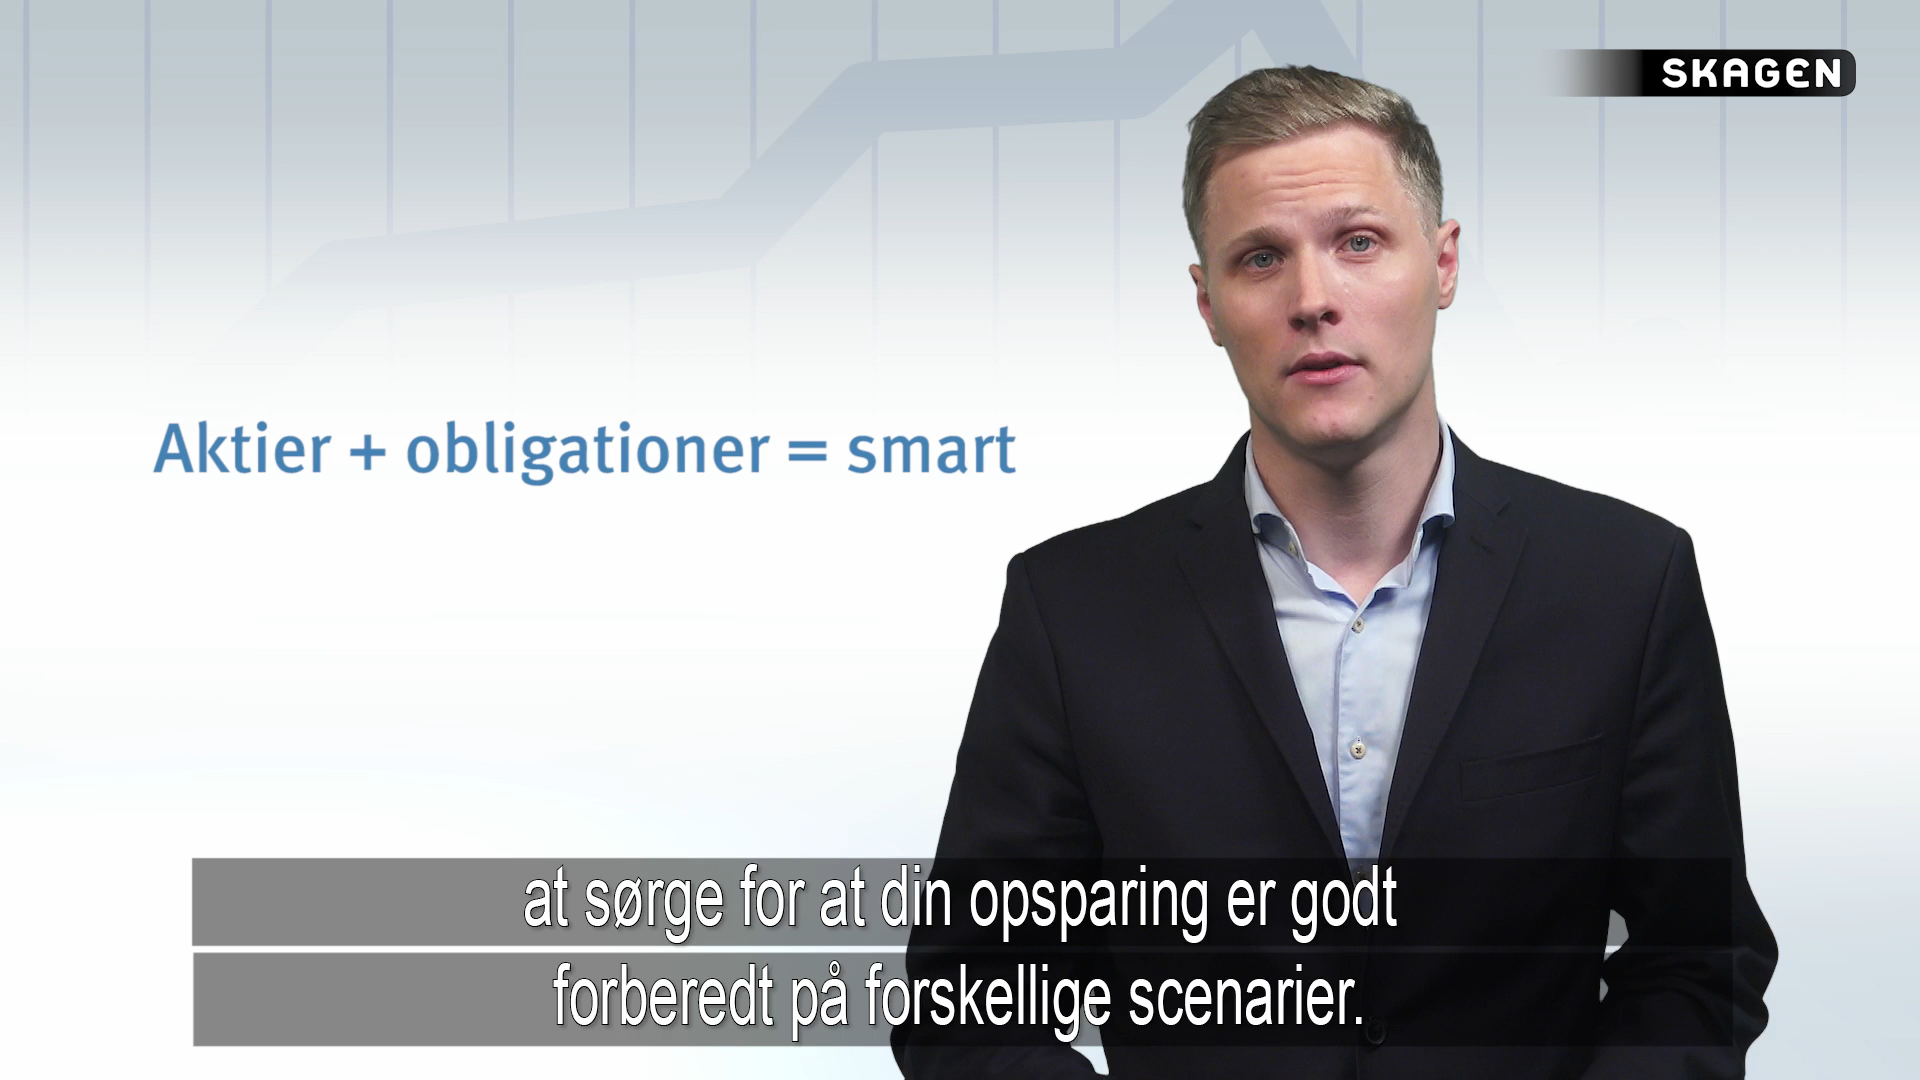 SKAGEN
Aktier + obligationer = smart
at sørge for at din opsparing er godt
forberedt på forskellige scenarier.